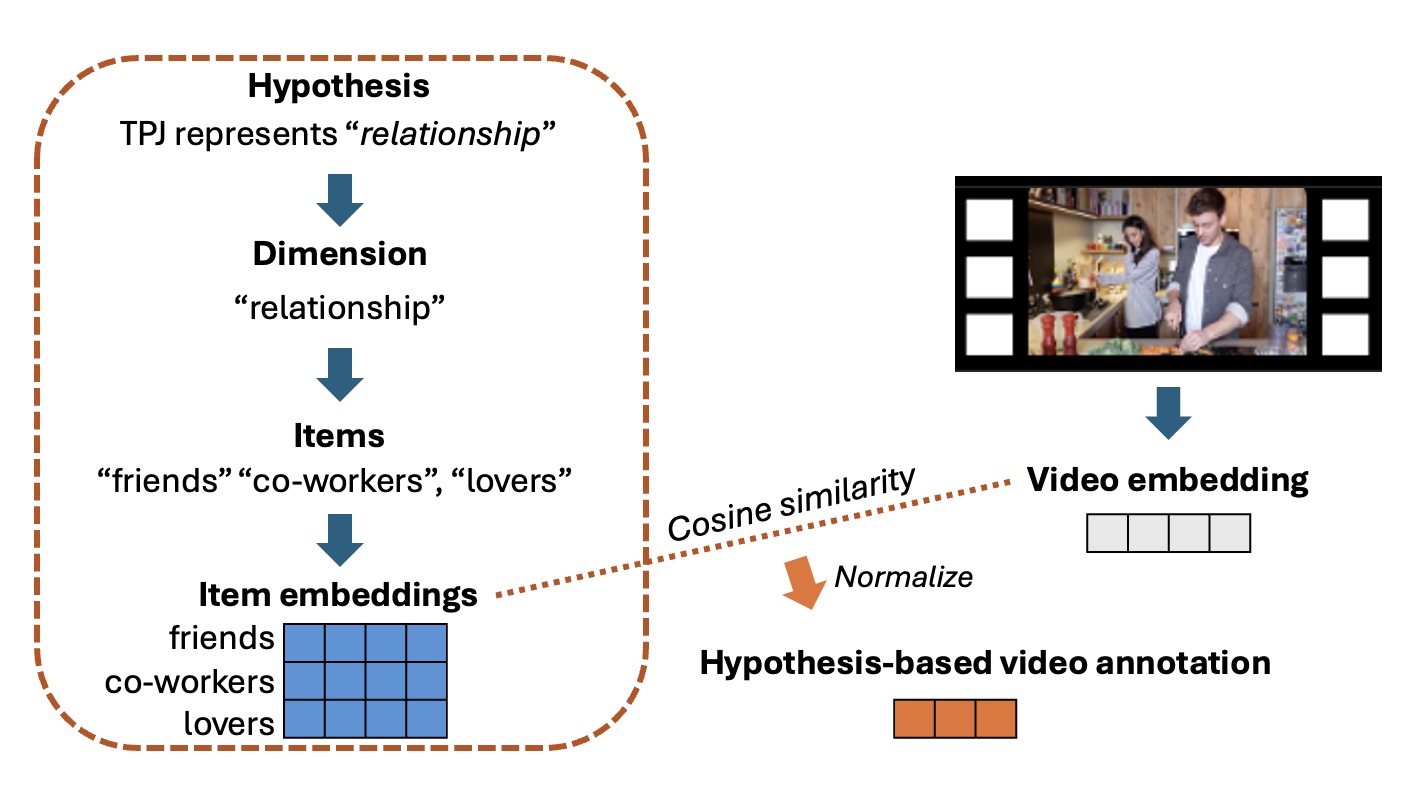 Hypothesis
TPJ represents “relationship”
Dimension
“relationship”
Items
“friends” “co-workers”, “lovers”
Item embeddings
friends
co-workers
lovers
Cosine similarity
Video embedding
Normalize
Hypothesis-based video annotation